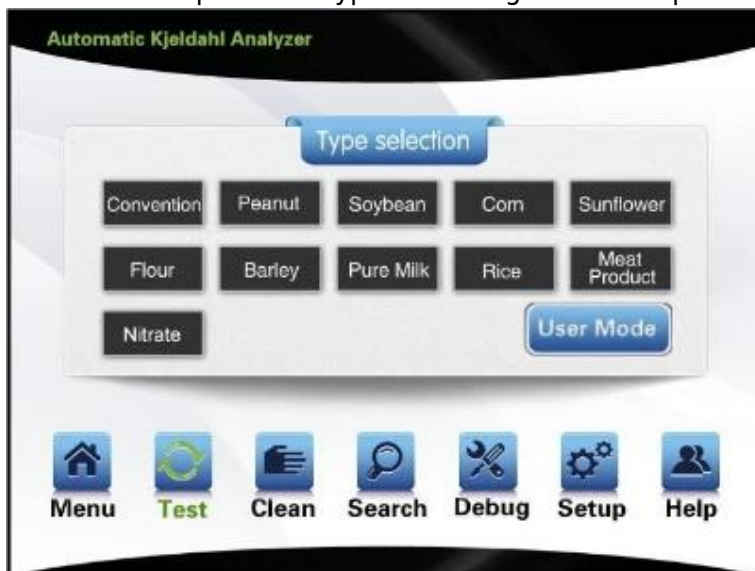 Automatic Kjeldahl Analyzer
Type selection
Convention Peanut Soybean Corn Sunflower
Flour Barley Pure Milk Rice Meat Product
Nitrate User Mode
Menu Test Clean Search Debug Setup Help